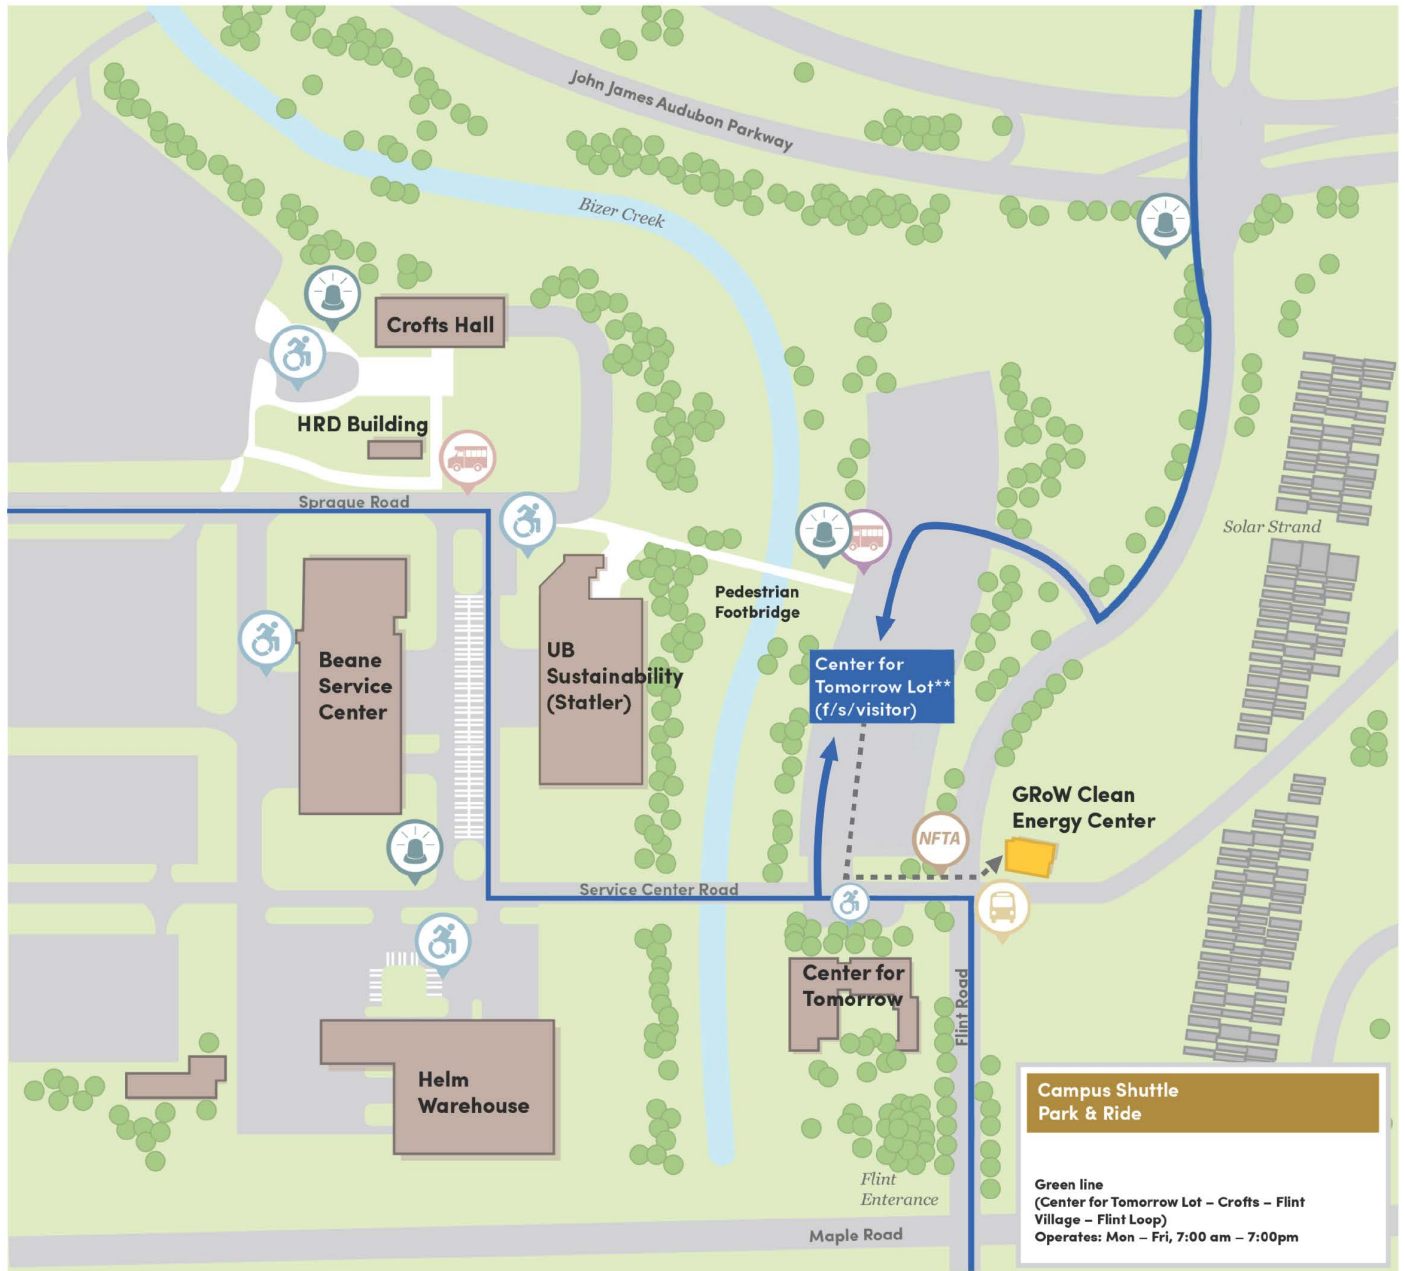 John James Audubon Parkway
Bizer Creek
Crofts Hall
HRD Building
Sprague Road
Solar Strand
Pedestrian
Footbridge
Beane
Service
Center
UB
Sustainability
(Statler)
Center for
Tomorrow Lot**
(f/s/visitor)
GRoW Clean
Energy Center
NFTA
Service Center Road
Center for
Tomorrow
Flint Road
Helm
Warehouse
Flint
Enterance
Maple Road
Campus Shuttle
Park & Ride
Green line
(Center for Tomorrow Lot – Crofts – Flint
Village – Flint Loop)
Operates: Mon – Fri, 7:00 am – 7:00pm